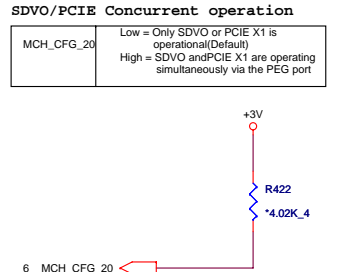 SDVO/PCIE Concurrent operation
MCH_CFG_20
Low = Only SDVO or PCIE X1 is
operational(Default)
High = SDVO andPCIE X1 are operating
simultaneously via the PEG port
+3V
R422
*4.02K_4
6 MCH_CFG_20